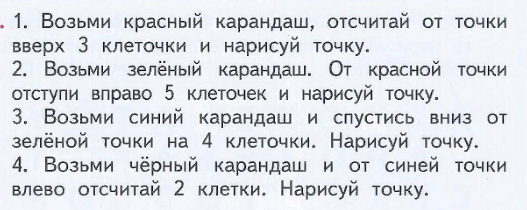 1. Возьми красный карандаш, отсчитай от точки
вверх 3 клеточки и нарисуй точку.
2. Возьми зелёный карандаш. От красной точки
отступи вправо 5 клеточек и нарисуй точку.
3. Возьми синий карандаш и спустись вниз от
зелёной точки на 4 клеточки. Нарисуй точку.
4. Возьми чёрный карандаш и от синей точки
влево отсчитай 2 клетки. Нарисуй точку.